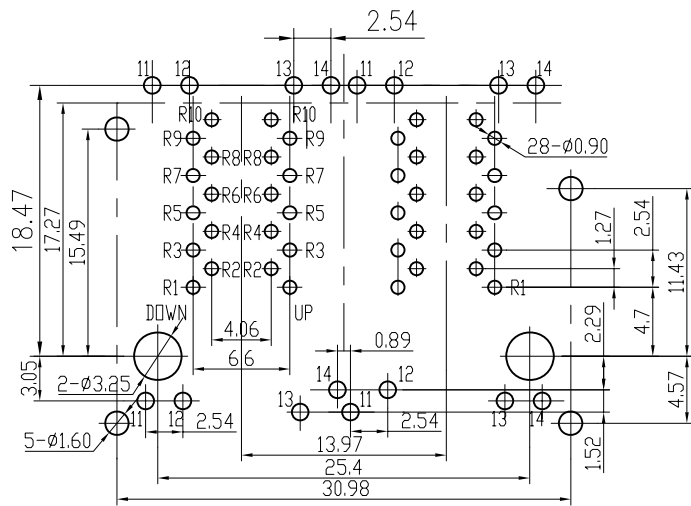 2.54
11 12 13 14 11 12 13 14
R10 R10
R9 R9
28-ø0.90
R8 R8
R7 R7
R6 R6
R5 R5
R4 R4
R3 R3
R2 R2
R1 R1
DOWN UP
18.47
17.27
15.49
1.27
2.54
11.43
2.29
4.7
4.06
0.89
6.6
3.05
2-ø3.25
14 12
13 11
11 12
13 14
2.54
2.54
4.57
5-ø1.60
13.97
1.52
25.4
30.98
R1